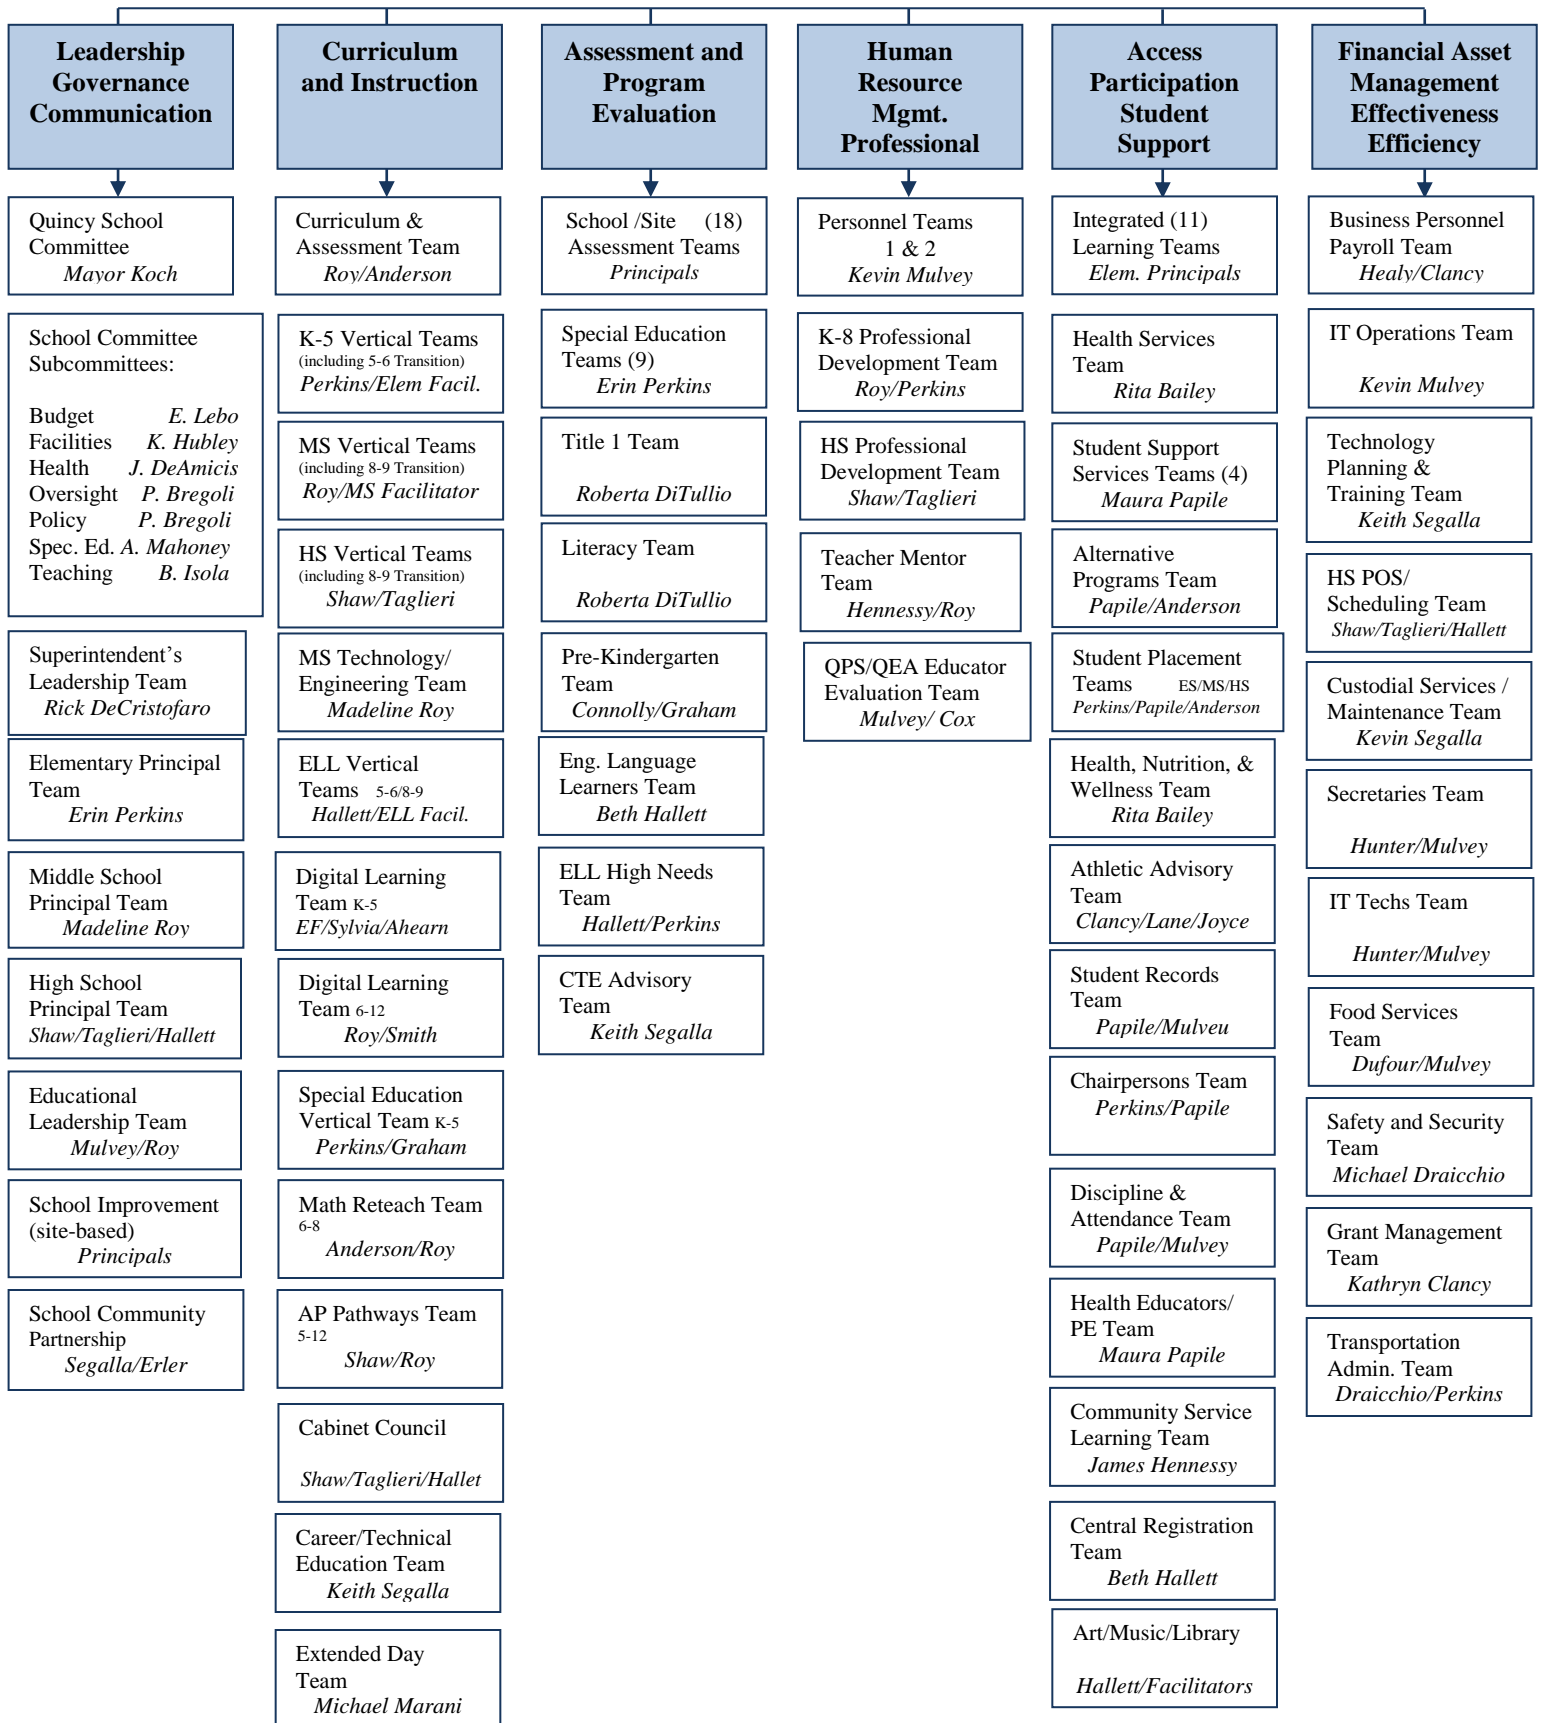 Leadership
Governance
Communication
Quincy School
Committee
Mayor Koch
School Committee
Subcommittees:
Budget E. Lebo
Facilities K. Hubley
Health J. DeAmicis
Oversight P. Bregoli
Policy P. Bregoli
Spec. Ed. A. Mahoney
Teaching B. Isola
Superintendent’s
Leadership Team
Rick DeCristofaro
Elementary Principal
Team
Erin Perkins
Middle School
Principal Team
Madeline Roy
High School
Principal Team
Shaw/Taglieri/Hallett
Educational
Leadership Team
Mulvey/Roy
School Improvement
(site-based)
Principals
School Community
Partnership
Segalla/Erler
Curriculum
and Instruction
Curriculum &
Assessment Team
Roy/Anderson
K-5 Vertical Teams
(including 5-6 Transition)
Perkins/Elem Facil.
MS Vertical Teams
(including 8-9 Transition)
Roy/MS Facilitator
HS Vertical Teams
(including 8-9 Transition)
Shaw/Taglieri
MS Technology/
Engineering Team
Madeline Roy
ELL Vertical
Teams 5-6/8-9
Hallett/ELL Facil.
Digital Learning
Team K-5
EF/Sylvia/Ahearn
Digital Learning
Team 6-12
Roy/Smith
Special Education
Vertical Team K-5
Perkins/Graham
Math Reteach Team
6-8
Anderson/Roy
AP Pathways Team
5-12
Shaw/Roy
Cabinet Council
Shaw/Taglieri/Hallet
Career/Technical
Education Team
Keith Segalla
Extended Day
Team
Michael Marani
Assessment and
Program
Evaluation
School /Site (18)
Assessment Teams
Principals
Special Education
Teams (9)
Erin Perkins
Title 1 Team
Roberta DiTullio
Literacy Team
Roberta DiTullio
Pre-Kindergarten
Team
Connolly/Graham
Eng. Language
Learners Team
Beth Hallett
ELL High Needs
Team
Hallett/Perkins
CTE Advisory
Team
Keith Segalla
Human
Resource
Mgmt.
Professional
Personnel Teams
1 & 2
Kevin Mulvey
K-8 Professional
Development Team
Roy/Perkins
HS Professional
Development Team
Shaw/Taglieri
Teacher Mentor
Team
Hennessy/Roy
QPS/QEA Educator
Evaluation Team
Mulvey/ Cox
Access
Participation
Student
Support
Integrated (11)
Learning Teams
Elem. Principals
Health Services
Team
Rita Bailey
Student Support
Services Teams (4)
Maura Papile
Alternative
Programs Team
Papile/Anderson
Student Placement
Teams ES/MS/HS
Perkins/Papile/Anderson
Health, Nutrition, &
Wellness Team
Rita Bailey
Athletic Advisory
Team
Clancy/Lane/Joyce
Student Records
Team
Papile/Mulveu
Chairpersons Team
Perkins/Papile
Discipline &
Attendance Team
Papile/Mulvey
Health Educators/
PE Team
Maura Papile
Community Service
Learning Team
James Hennessy
Central Registration
Team
Beth Hallett
Art/Music/Library
Hallett/Facilitators
Financial Asset
Management
Effectiveness
Efficiency
Business Personnel
Payroll Team
Healy/Clancy
IT Operations Team
Kevin Mulvey
Technology
Planning &
Training Team
Keith Segalla
HS POS/
Scheduling Team
Shaw/Taglieri/Hallett
Custodial Services /
Maintenance Team
Kevin Segalla
Secretaries Team
Hunter/Mulvey
IT Techs Team
Hunter/Mulvey
Food Services
Team
Dufour/Mulvey
Safety and Security
Team
Michael Draicchio
Grant Management
Team
Kathryn Clancy
Transportation
Admin. Team
Draicchio/Perkins